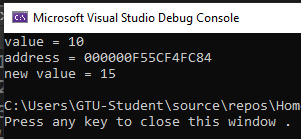 Microsoft Visual Studio Debug Console
value = 10
address = 000000F55CF4FC84
new value = 15
C:\Users\GTU-Student\source\repos\Hom
Press any key to close this window .